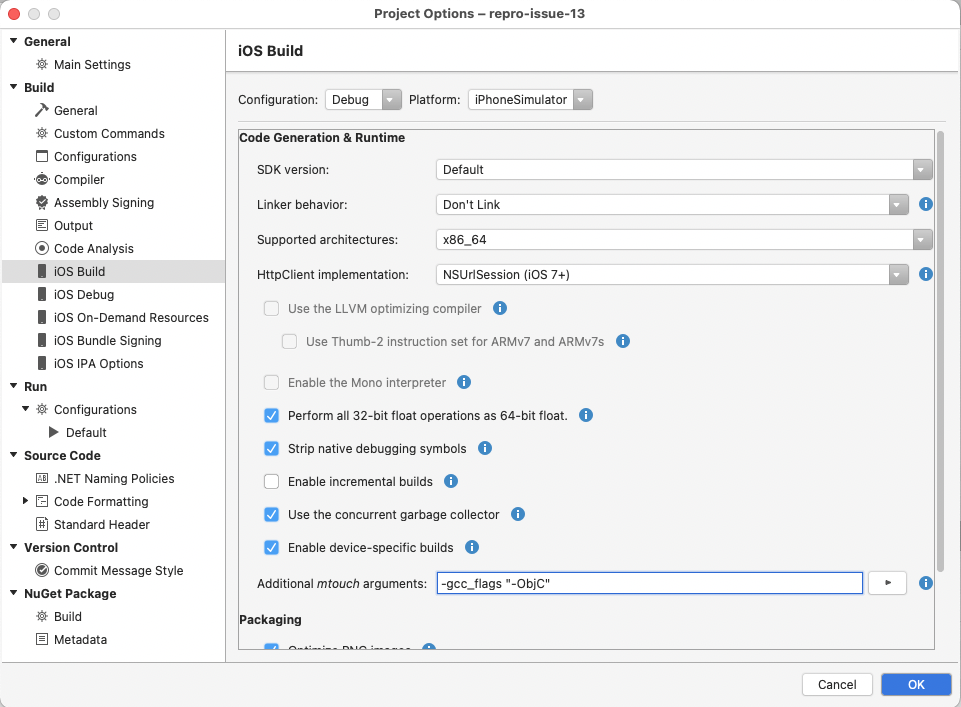 Project Options – repro-issue-13
General
Main Settings
Build
General
Custom Commands
Configurations
Compiler
Assembly Signing
Output
Code Analysis
iOS Build
iOS Debug
iOS On-Demand Resources
iOS Bundle Signing
iOS IPA Options
Run
Configurations
Default
Source Code
.NET Naming Policies
Code Formatting
Standard Header
Version Control
Commit Message Style
NuGet Package
Build
Metadata
iOS Build
Configuration: Debug Platform: iPhoneSimulator
Code Generation & Runtime
SDK version: Default
Linker behavior: Don't Link
Supported architectures: x86_64
HttpClient implementation: NSUrlSession (iOS 7+)
Use the LLVM optimizing compiler
Use Thumb-2 instruction set for ARMv7 and ARMv7s
Enable the Mono interpreter
Perform all 32-bit float operations as 64-bit float.
Strip native debugging symbols
Enable incremental builds
Use the concurrent garbage collector
Enable device-specific builds
Additional mtouch arguments: -gcc_flags "-ObjC"
Packaging
Optimize PNG images
Cancel OK